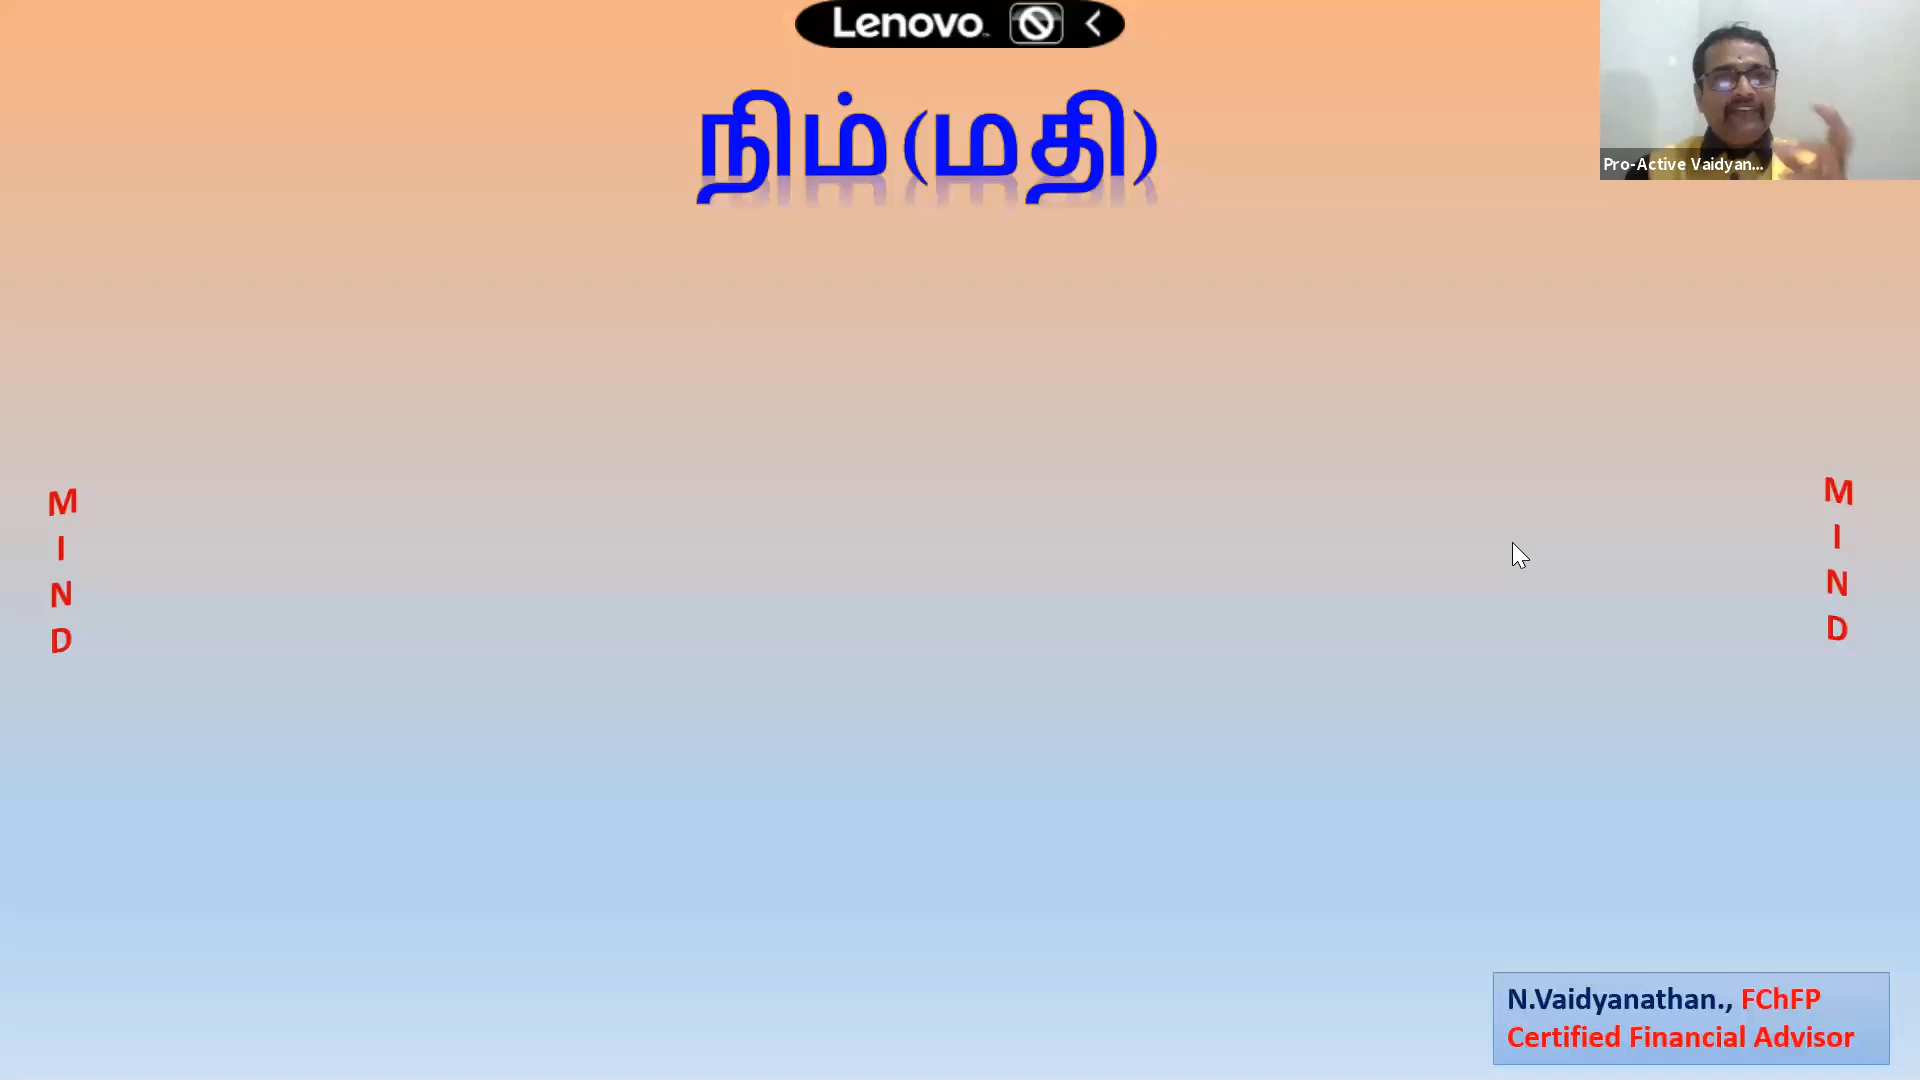 Lenovo
நிம்(மதி)
Pro-Active Vaidyan...
M
I
N
D
M
I
N
D
N.Vaidyanathan., FChFP
Certified Financial Advisor